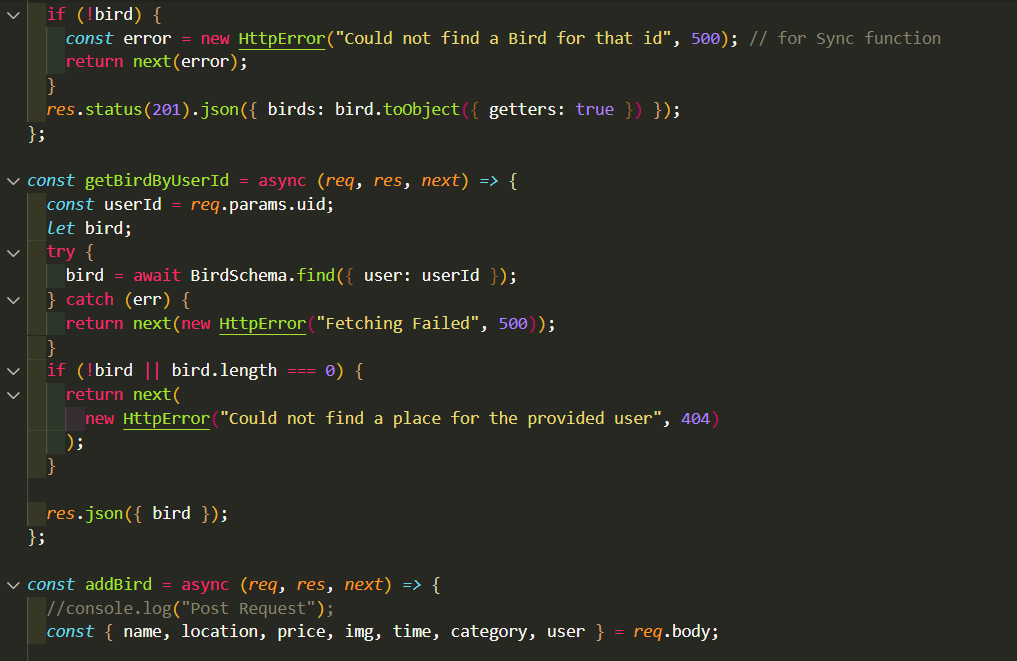 if (!bird) {
const error = new HttpError("Could not find a Bird for that id", 500); // for Sync function
return next(error);
}
res.status(201).json({ birds: bird.toObject({ getters: true }) });
};
const getBirdByUserId = async (req, res, next) => {
const userId = req.params.uid;
let bird;
try {
bird = await BirdSchema.find({ user: userId });
} catch (err) {
return next(new HttpError("Fetching Failed", 500));
}
if (!bird || bird.length === 0) {
return next(
new HttpError("Could not find a place for the provided user", 404)
);
}
res.json({ bird });
};
const addBird = async (req, res, next) => {
//console.log("Post Request");
const { name, location, price, img, time, category, user } = req.body;